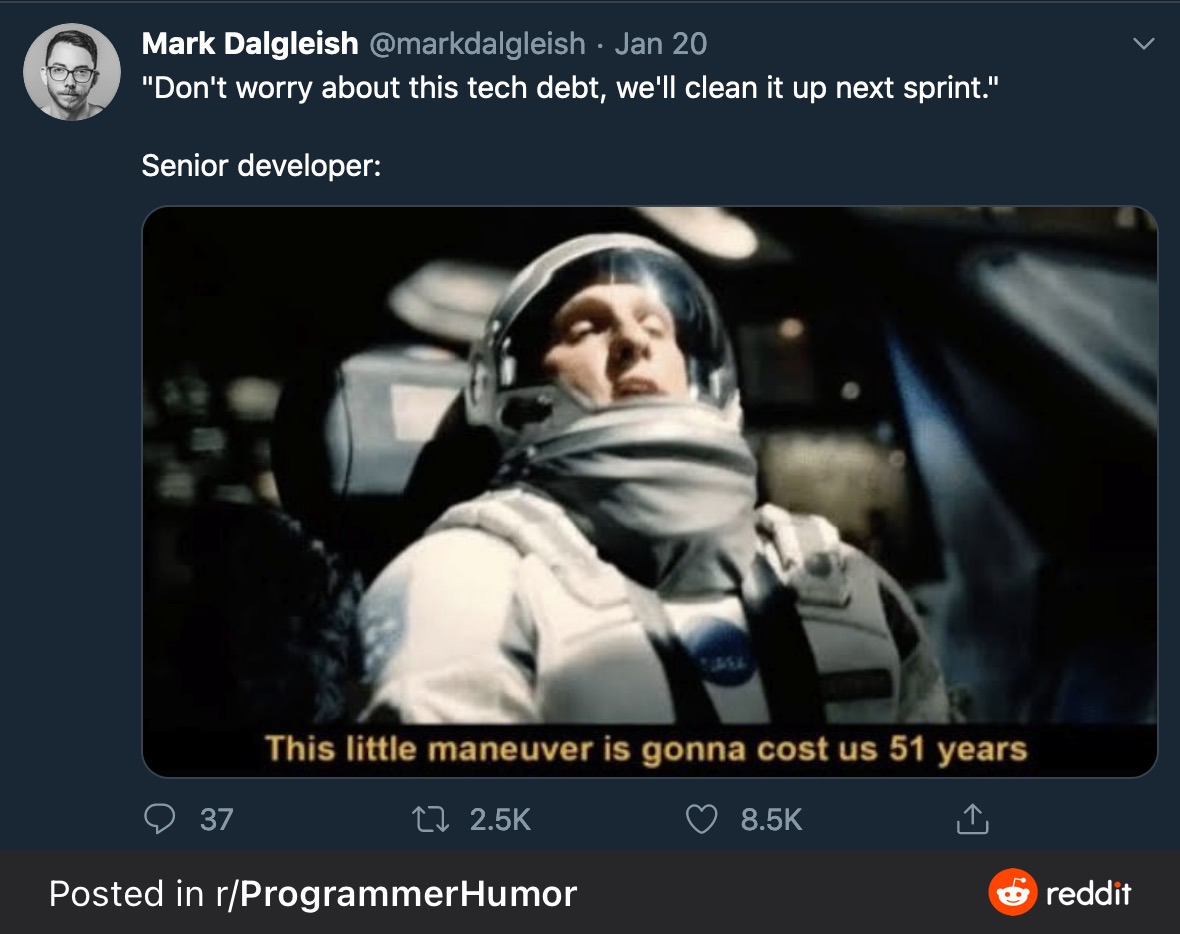 Mark Dalgleish @markdalgleish · Jan 20
"Don't worry about this tech debt, we'll clean it up next sprint."
Senior developer:
NASA
This little maneuver is gonna cost us 51 years
37 2.5K 8.5K
Posted in r/ProgrammerHumor reddit